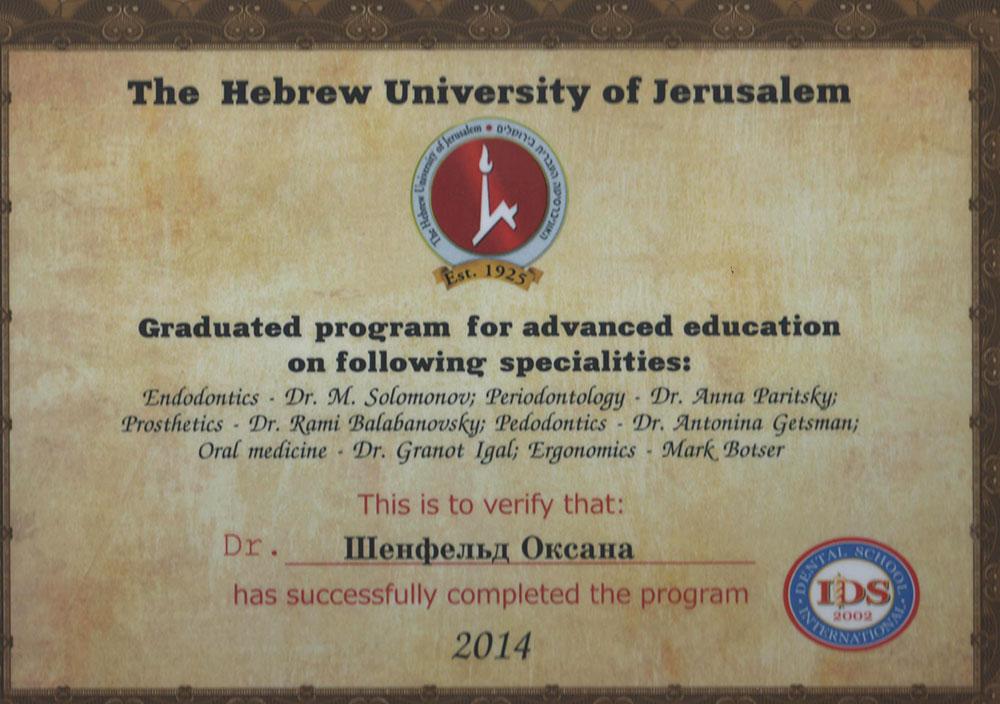 The Hebrew University of Jerusalem
The Hebrew University of Jerusalem • האוניברסיטה העברית בירושלים
Est. 1925
Graduated program for advanced education
on following specialities:
Endodontics - Dr. M. Solomonov; Periodontology - Dr. Anna Paritsky;
Prosthetics - Dr. Rami Balabanovsky; Pedodontics - Dr. Antonina Getsman;
Oral medicine - Dr. Granot Igal; Ergonomics - Mark Botser
This is to verify that:
Dr. Шенфельд Оксана
has successfully completed the program
2014
DENTAL SCHOOL
IDS
2002
INTERNATIONAL